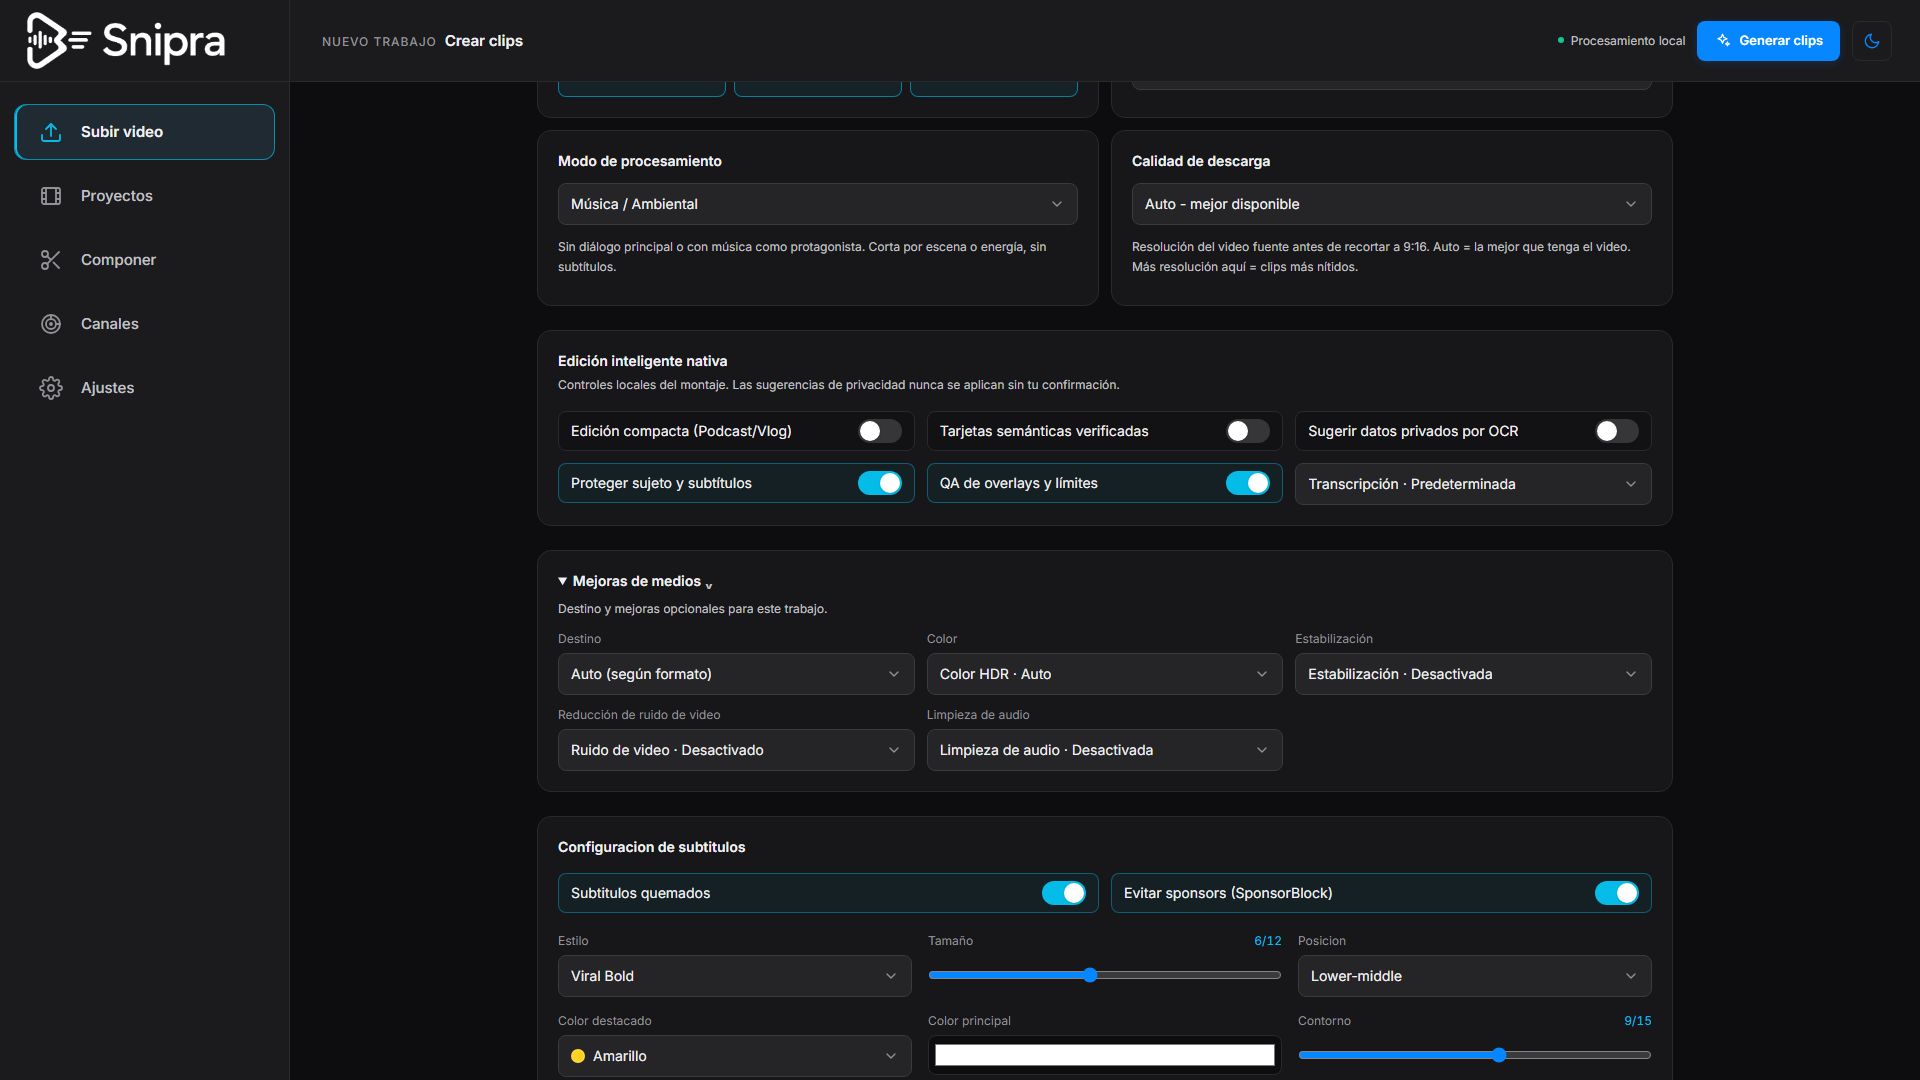 Snipra
NUEVO TRABAJO Crear clips
Procesamiento local
Generar clips
Subir video
Proyectos
Componer
Canales
Ajustes
Modo de procesamiento
Música / Ambiental
Sin diálogo principal o con música como protagonista. Corta por escena o energía, sin
subtítulos.
Calidad de descarga
Auto - mejor disponible
Resolución del video fuente antes de recortar a 9:16. Auto = la mejor que tenga el video.
Más resolución aquí = clips más nítidos.
Edición inteligente nativa
Controles locales del montaje. Las sugerencias de privacidad nunca se aplican sin tu confirmación.
Edición compacta (Podcast/Vlog)
Tarjetas semánticas verificadas
Sugerir datos privados por OCR
Proteger sujeto y subtítulos
QA de overlays y límites
Transcripción · Predeterminada
Mejoras de medios
Destino y mejoras opcionales para este trabajo.
Destino
Color
Estabilización
Auto (según formato)
Color HDR · Auto
Estabilización · Desactivada
Reducción de ruido de video
Limpieza de audio
Ruido de video · Desactivado
Limpieza de audio · Desactivada
Configuracion de subtitulos
Subtitulos quemados
Evitar sponsors (SponsorBlock)
Estilo
Tamaño
6/12
Posicion
Viral Bold
Lower-middle
Color destacado
Color principal
Contorno
9/15
Amarillo